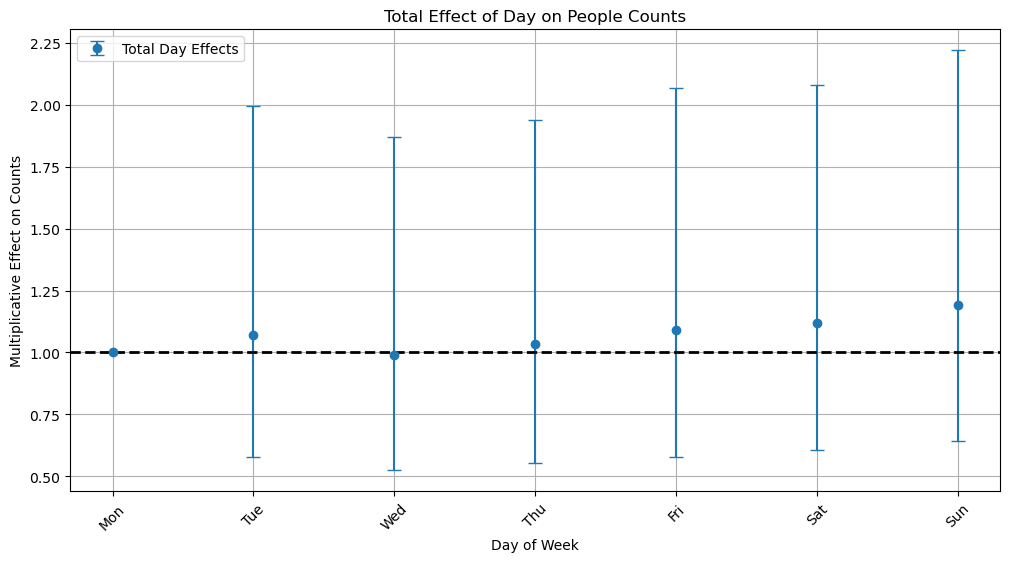 Total Effect of Day on People Counts
Total Day Effects
Multiplicative Effect on Counts
2.25
2.00
1.75
1.50
1.25
1.00
0.75
0.50
Mon
Tue
Wed
Thu
Fri
Sat
Sun
Day of Week